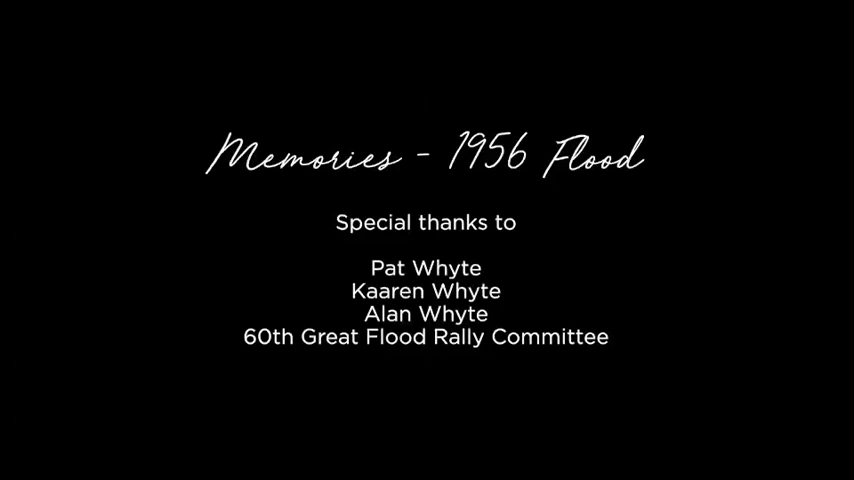 Memories - 1956 Flood
Special thanks to
Pat Whyte
Kaaren Whyte
Alan Whyte
60th Great Flood Rally Committee